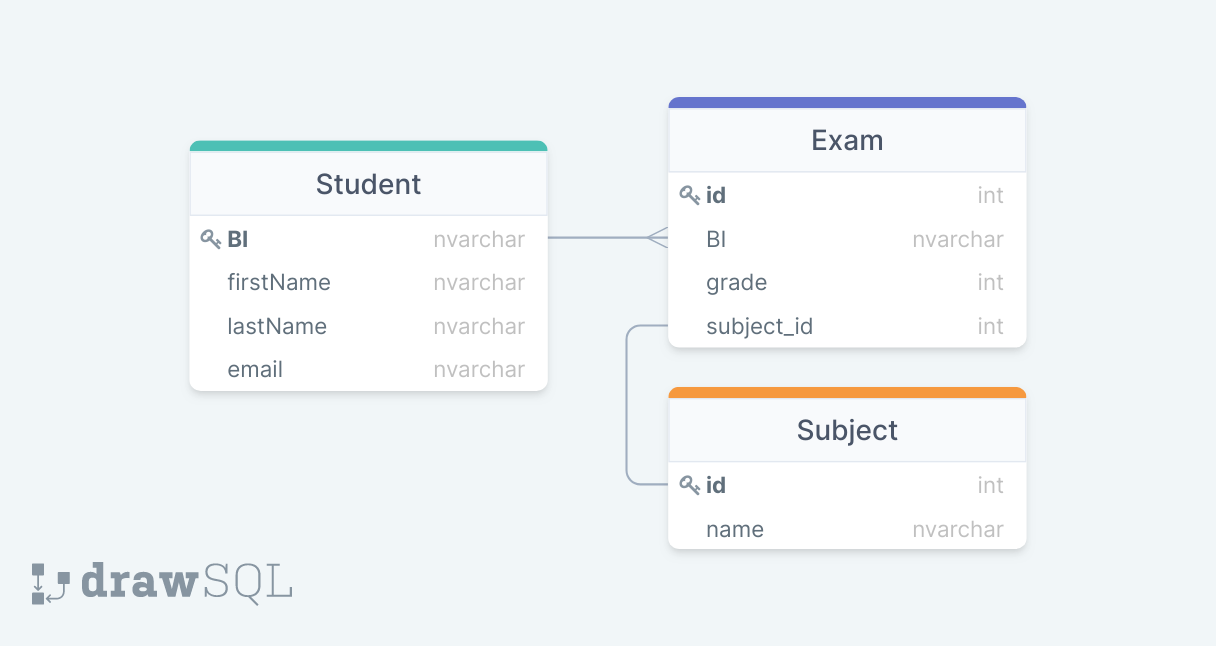 Student
BI nvarchar
firstName nvarchar
lastName nvarchar
email nvarchar
Exam
id int
BI nvarchar
grade int
subject_id int
Subject
id int
name nvarchar
drawSQL